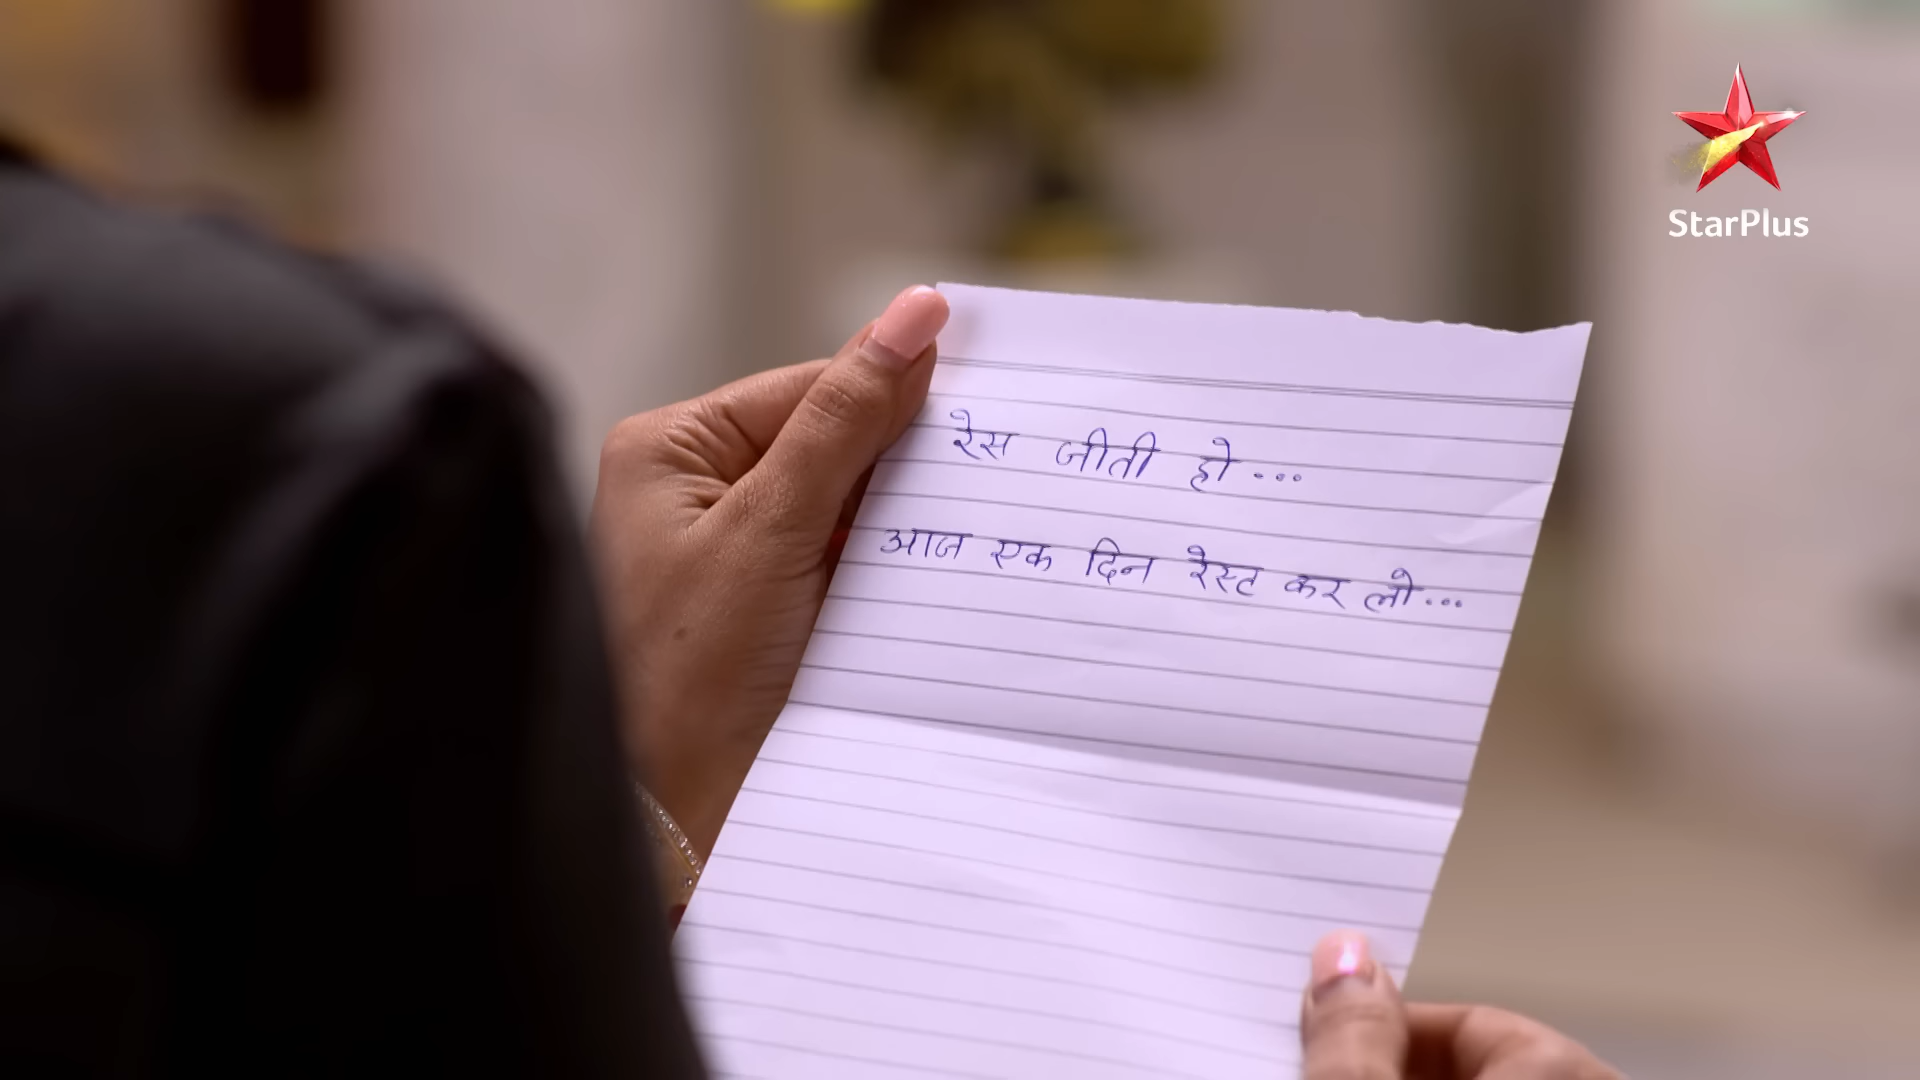 StarPlus
रेस जीती हो...
आज एक दिन रेस्ट कर लो...